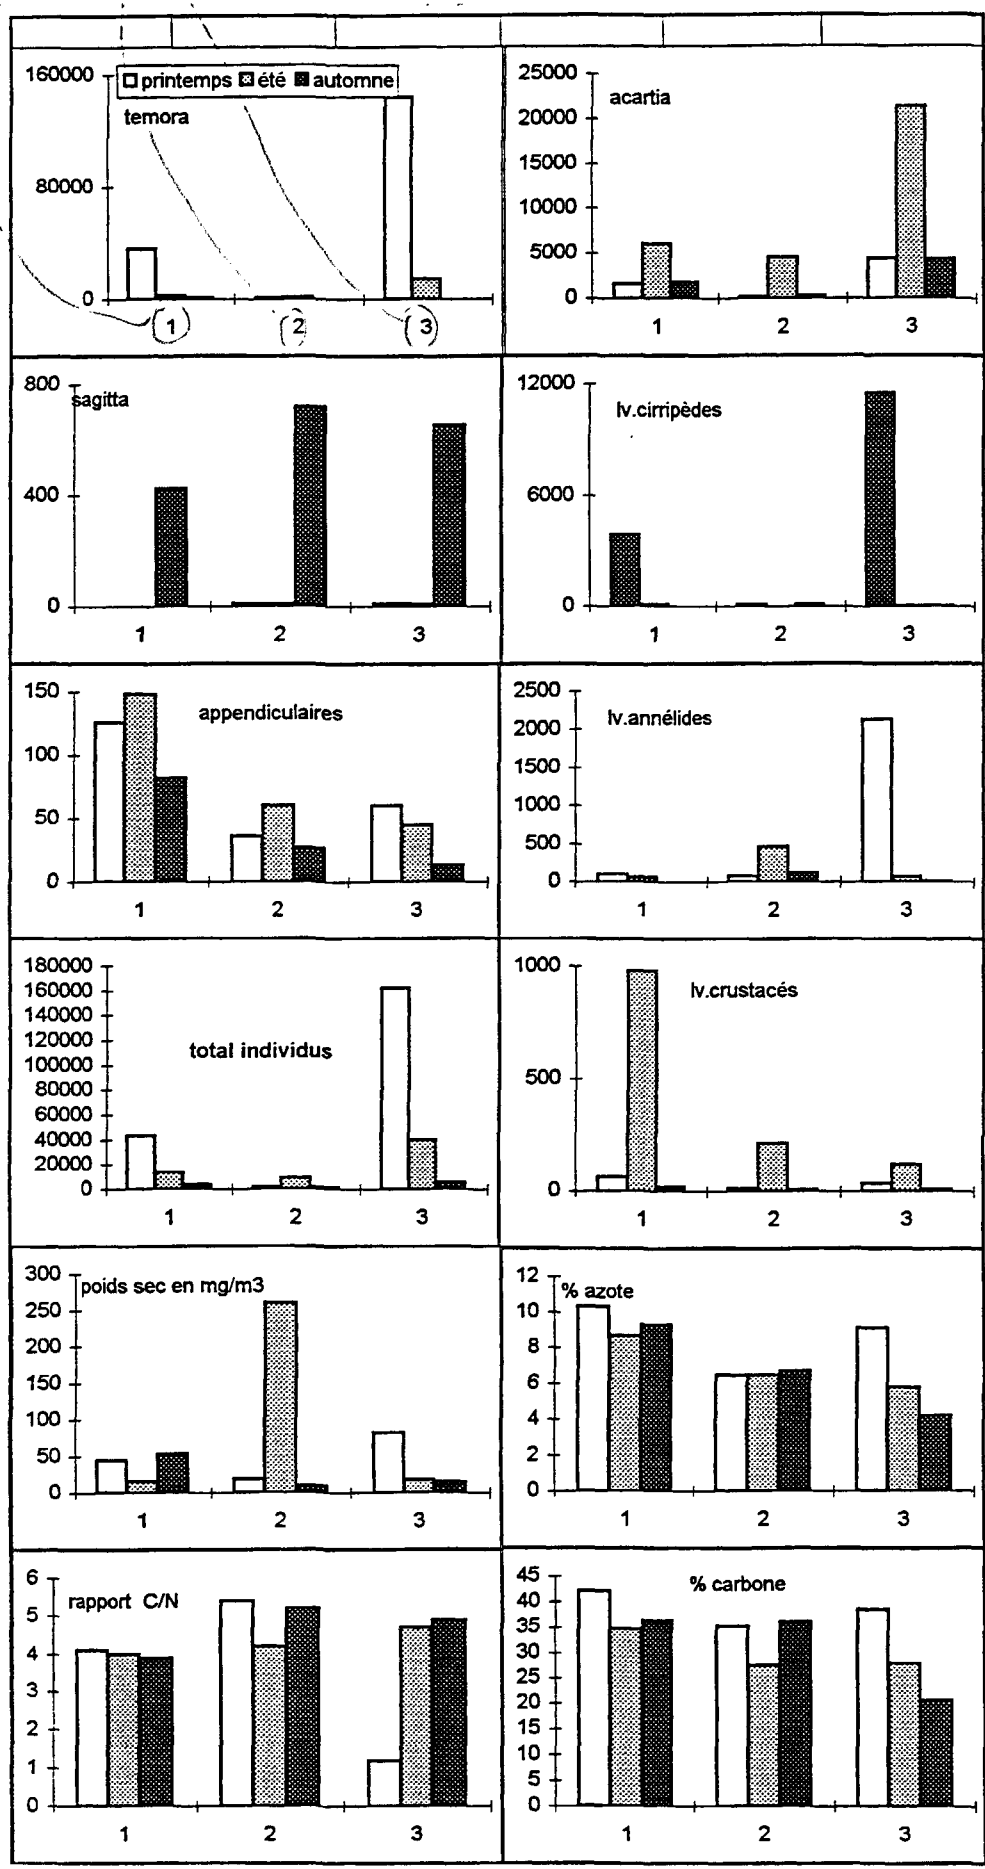 160000
printemps été automne
temora
80000
0
1 2 3
25000
acartia
20000
15000
10000
5000
0
1 2 3
800
sagitta
400
0
1 2 3
12000
lv.cirripèdes
6000
0
1 2 3
150
appendiculaires
100
50
0
1 2 3
2500
lv.annélides
2000
1500
1000
500
0
1 2 3
180000
160000
140000
120000
total individus
100000
80000
60000
40000
20000
0
1 2 3
1000
lv.crustacés
500
0
1 2 3
300
poids sec en mg/m3
250
200
150
100
50
0
1 2 3
12
% azote
10
8
6
4
2
0
1 2 3
6
rapport C/N
5
4
3
2
1
0
1 2 3
45
% carbone
40
35
30
25
20
15
10
5
0
1 2 3